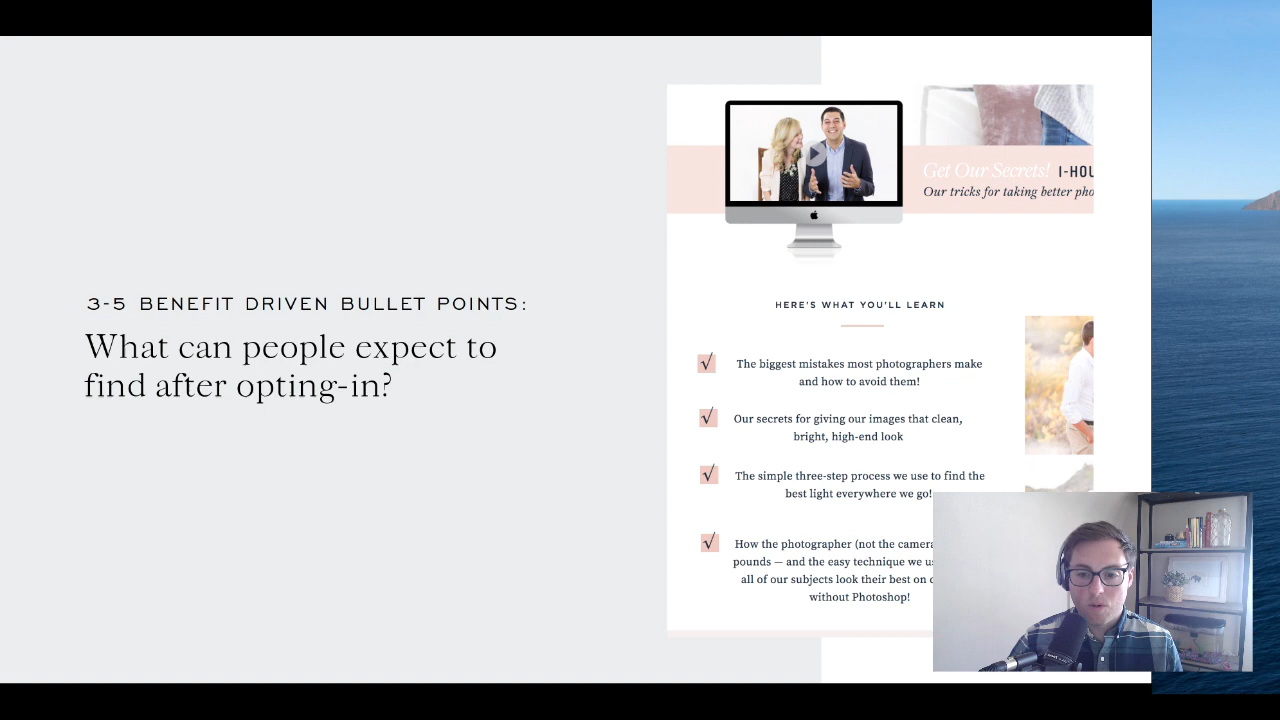 3-5 BENEFIT DRIVEN BULLET POINTS:
What can people expect to
find after opting-in?
Get Our Secrets! 1-HOU
Our tricks for taking better pho
HERE'S WHAT YOU'LL LEARN
√ The biggest mistakes most photographers make
and how to avoid them!
√ Our secrets for giving our images that clean,
bright, high-end look
√ The simple three-step process we use to find the
best light everywhere we go!
√ How the photographer (not the camera
pounds — and the easy technique we us
all of our subjects look their best on
without Photoshop!